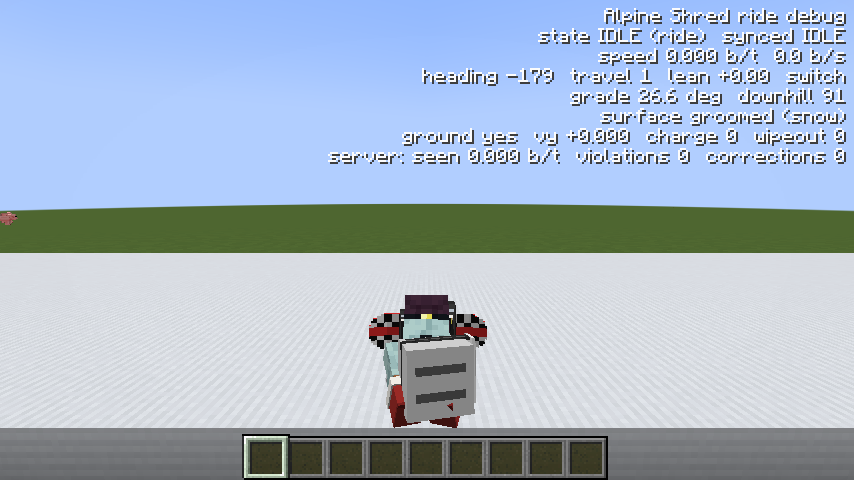 Alpine Shred ride debug
state IDLE (ride) synced IDLE
speed 0.000 b/t 0.0 b/s
heading -179 travel 1 lean +0.00 switch
grade 26.6 deg downhill 91
surface groomed (snow)
ground yes vy +0.000 charge 0 wipeout 0
server: seen 0.000 b/t violations 0 corrections 0